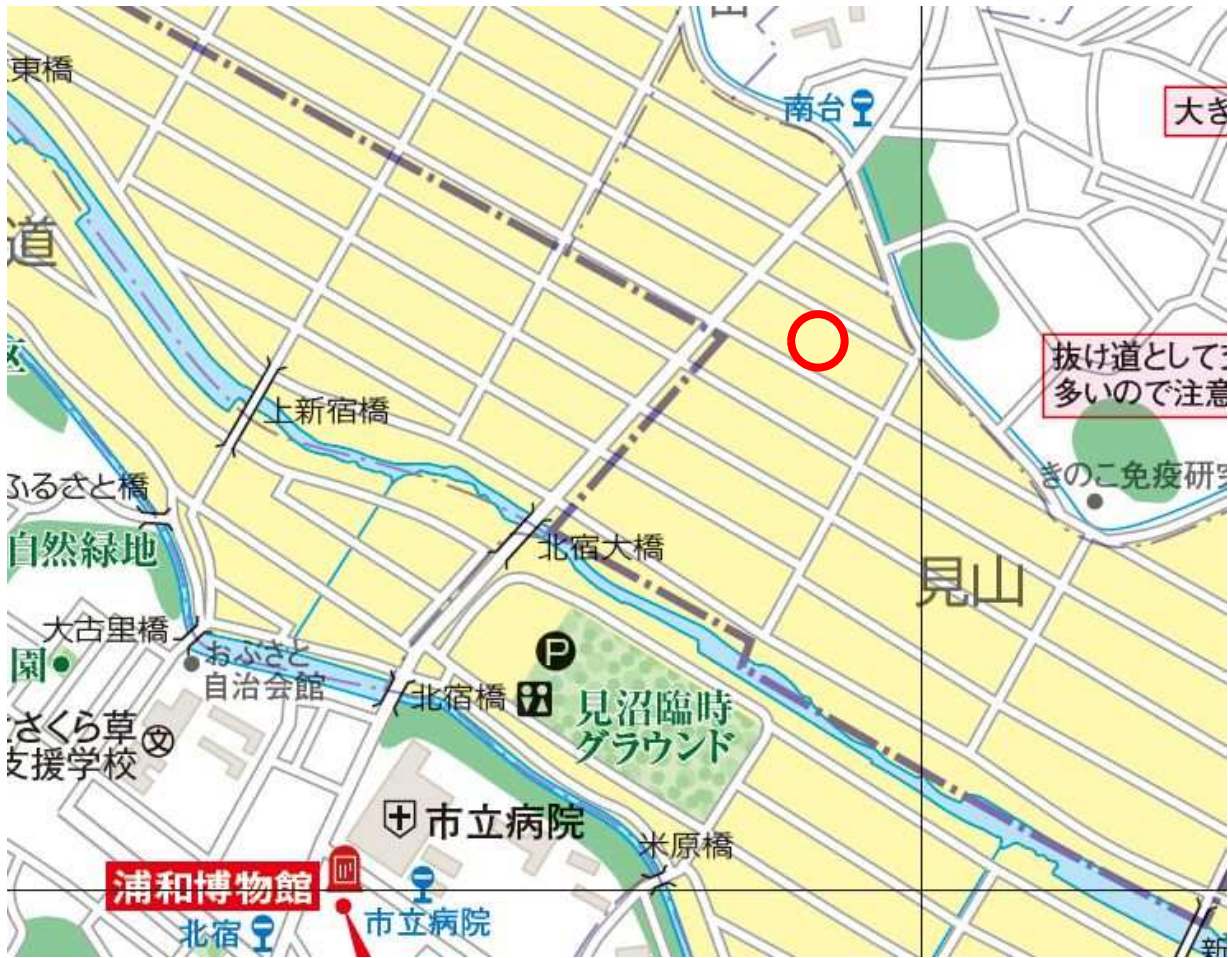 東橋
南台
大き
道
抜け道として
多いので注意
区
上新宿橋
きのこ免疫研究
ふるさと橋
自然緑地
北宿大橋
見山
大古里橋
おぶさと
自治会館
園
P
北宿橋
見沼臨時
グラウンド
さくら草
支援学校
文
市立病院
米原橋
浦和博物館
市立病院
北宿
新